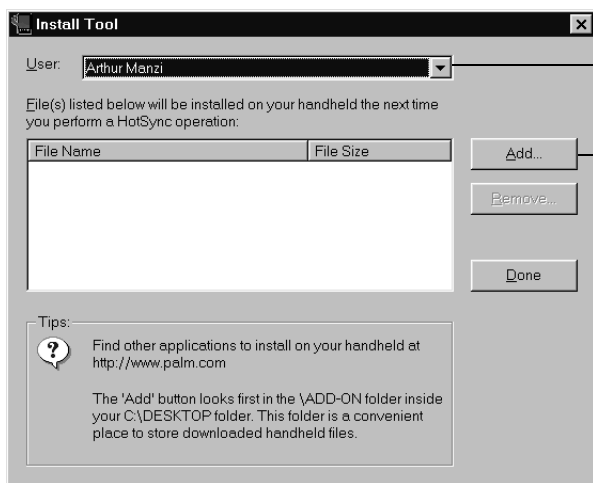 Install Tool
User: Arthur Manzi
File(s) listed below will be installed on your handheld the next time
you perform a HotSync operation:
File Name File Size
Add...
Remove...
Done
Tips:
Find other applications to install on your handheld at
http://www.palm.com
The 'Add' button looks first in the \ADD-ON folder inside
your C:\DESKTOP folder. This folder is a convenient
place to store downloaded handheld files.